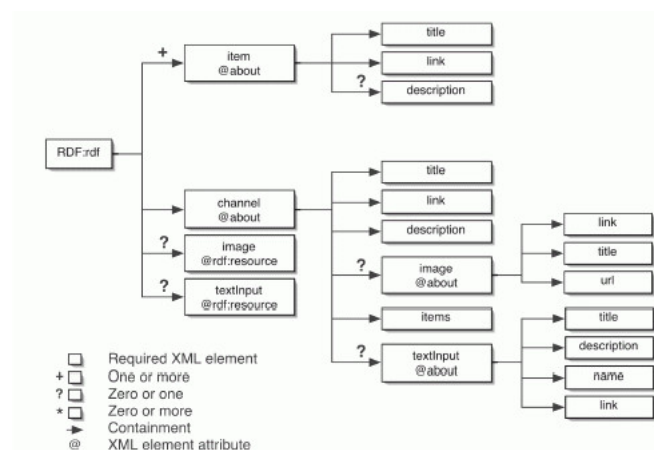 title
+
item
@about
link
?
description
RDF:rdf
title
channel
@about
link
description
?
image
@rdf:resource
?
image
@about
link
title
url
?
textInput
@rdf:resource
items
?
textInput
@about
title
description
name
link
Required XML element
+ One or more
? Zero or one
* Zero or more
Containment
@ XML element attribute